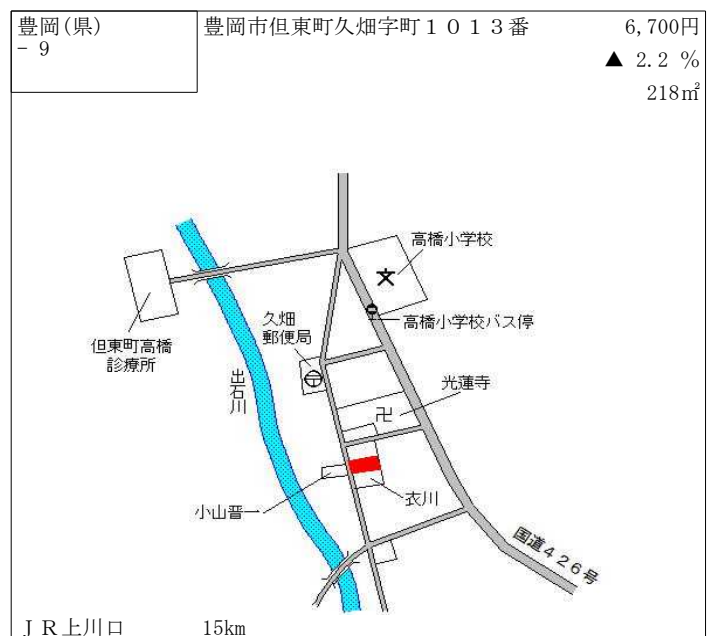 豊岡(県)
－9
豊岡市但東町久畑字町１０１３番
6,700円
▲ 2.2 %
218㎡
高橋小学校
高橋小学校バス停
久畑
郵便局
但東町高橋
診療所
出石川
光蓮寺
卍
小山晋一
衣川
国道４２６号
ＪＲ上川口 15km